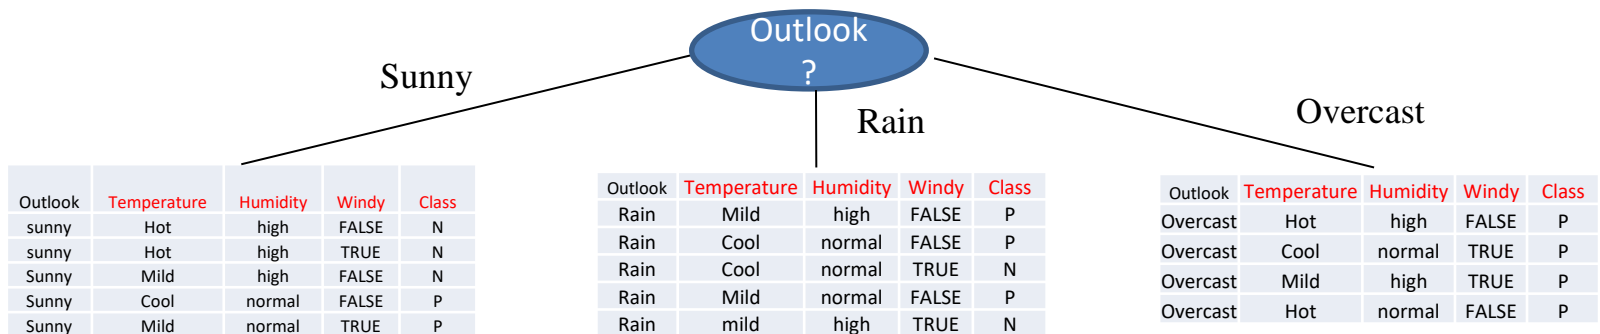 Outlook
?
Sunny
Rain
Overcast
Outlook Temperature Humidity Windy Class
sunny Hot high FALSE N
sunny Hot high TRUE N
Sunny Mild high FALSE N
Sunny Cool normal FALSE P
Sunny Mild normal TRUE P
Outlook Temperature Humidity Windy Class
Rain Mild high FALSE P
Rain Cool normal FALSE P
Rain Cool normal TRUE N
Rain Mild normal FALSE P
Rain mild high TRUE N
Outlook Temperature Humidity Windy Class
Overcast Hot high FALSE P
Overcast Cool normal TRUE P
Overcast Mild high TRUE P
Overcast Hot normal FALSE P